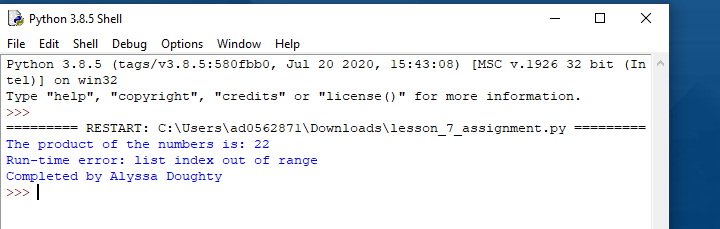 Python 3.8.5 Shell
File Edit Shell Debug Options Window Help
Python 3.8.5 (tags/v3.8.5:580fbb0, Jul 20 2020, 15:43:08) [MSC v.1926 32 bit (In
tel)] on win32
Type "help", "copyright", "credits" or "license()" for more information.
>>>
========= RESTART: C:\Users\ad0562871\Downloads\lesson_7_assignment.py =========
The product of the numbers is: 22
Run-time error: list index out of range
Completed by Alyssa Doughty
>>>